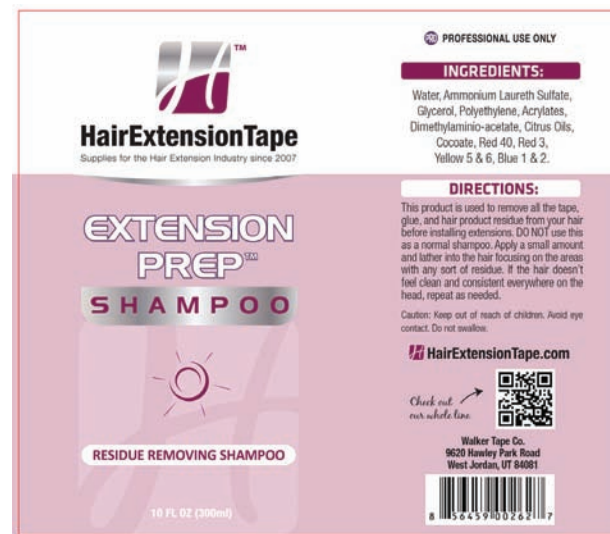 TM
HairExtensionTape
Supplies for the Hair Extension Industry since 2007
EXTENSION
PREP™
SHAMPOO
RESIDUE REMOVING SHAMPOO
10 FL OZ (300ml)
PRO PROFESSIONAL USE ONLY
INGREDIENTS:
Water, Ammonium Laureth Sulfate,
Glycerol, Polyethylene, Acrylates,
Dimethylaminio-acetate, Citrus Oils,
Cocoate, Red 40, Red 3,
Yellow 5 & 6, Blue 1 & 2.
DIRECTIONS:
This product is used to remove all the tape,
glue, and hair product residue from your hair
before installing extensions. DO NOT use this
as a normal shampoo. Apply a small amount
and lather into the hair focusing on the areas
with any sort of residue. If the hair doesn't
feel clean and consistent everywhere on the
head, repeat as needed.
Caution: Keep out of reach of children. Avoid eye
contact. Do not swallow.
HairExtensionTape.com
Check out
our whole line
Walker Tape Co.
9620 Hawley Park Road
West Jordan, UT 84081
8 56459 00262 7